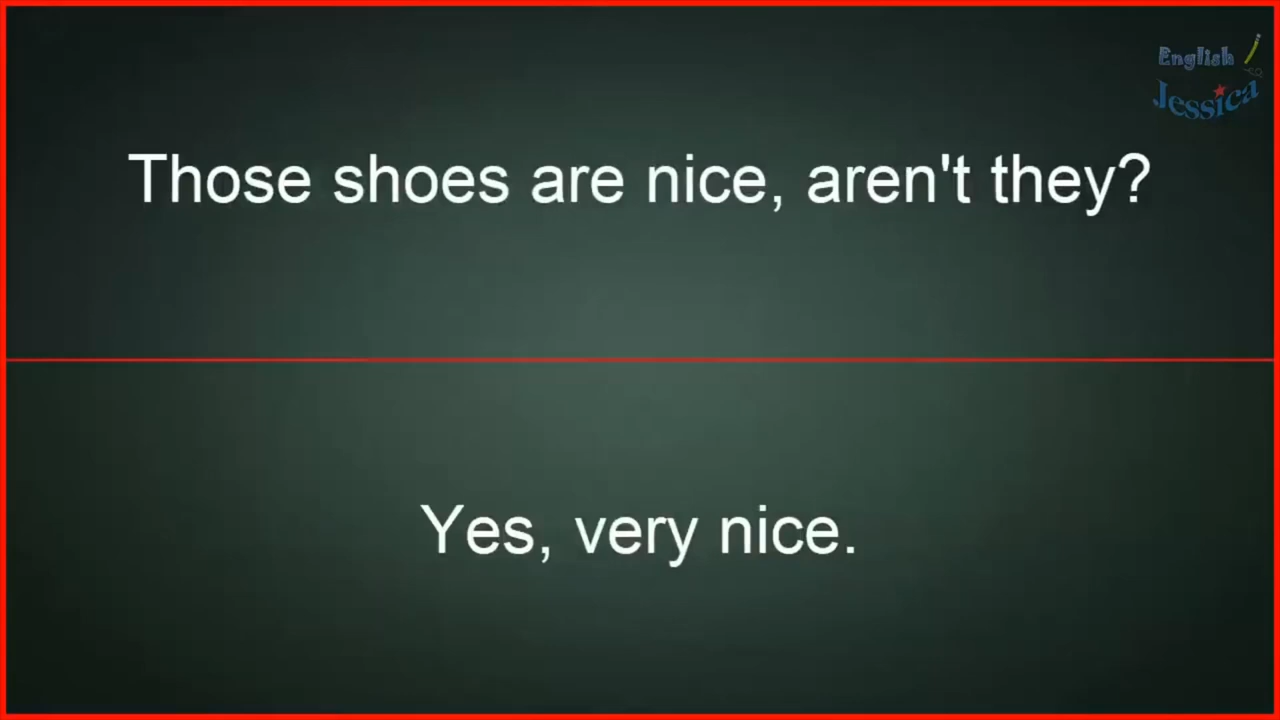 English
Jessica
Those shoes are nice, aren't they?
Yes, very nice.